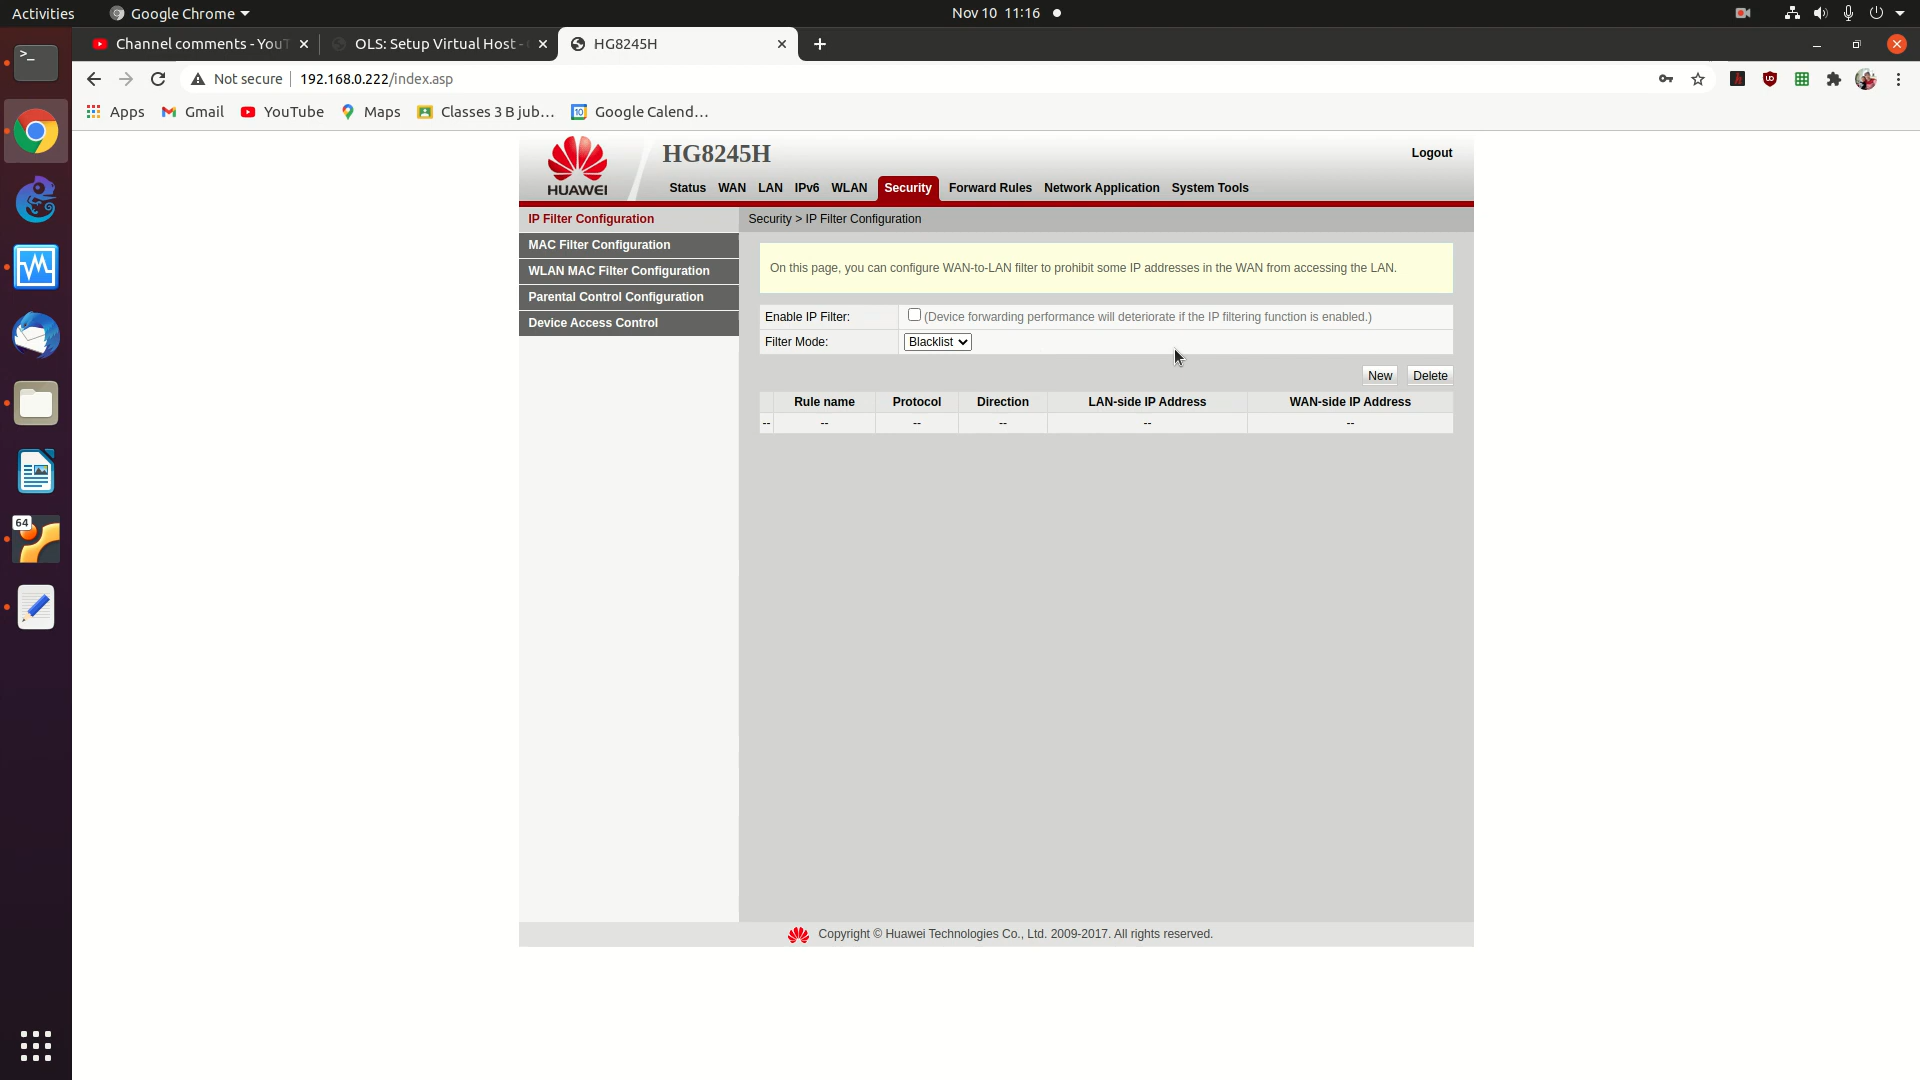 Activities
Google Chrome
Nov 10 11:16
Channel comments - YouT
OLS: Setup Virtual Host -
HG8245H
Not secure
192.168.0.222/index.asp
Apps
Gmail
YouTube
Maps
Classes 3 B jub...
10
Google Calend...
HUAWEI
HG8245H
Logout
Status
WAN
LAN
IPv6
WLAN
Security
Forward Rules
Network Application
System Tools
IP Filter Configuration
MAC Filter Configuration
WLAN MAC Filter Configuration
Parental Control Configuration
Device Access Control
Security > IP Filter Configuration
On this page, you can configure WAN-to-LAN filter to prohibit some IP addresses in the WAN from accessing the LAN.
Enable IP Filter:
(Device forwarding performance will deteriorate if the IP filtering function is enabled.)
Filter Mode:
Blacklist
New
Delete
Rule name
Protocol
Direction
LAN-side IP Address
WAN-side IP Address
--
--
--
--
--
--
64
Copyright © Huawei Technologies Co., Ltd. 2009-2017. All rights reserved.